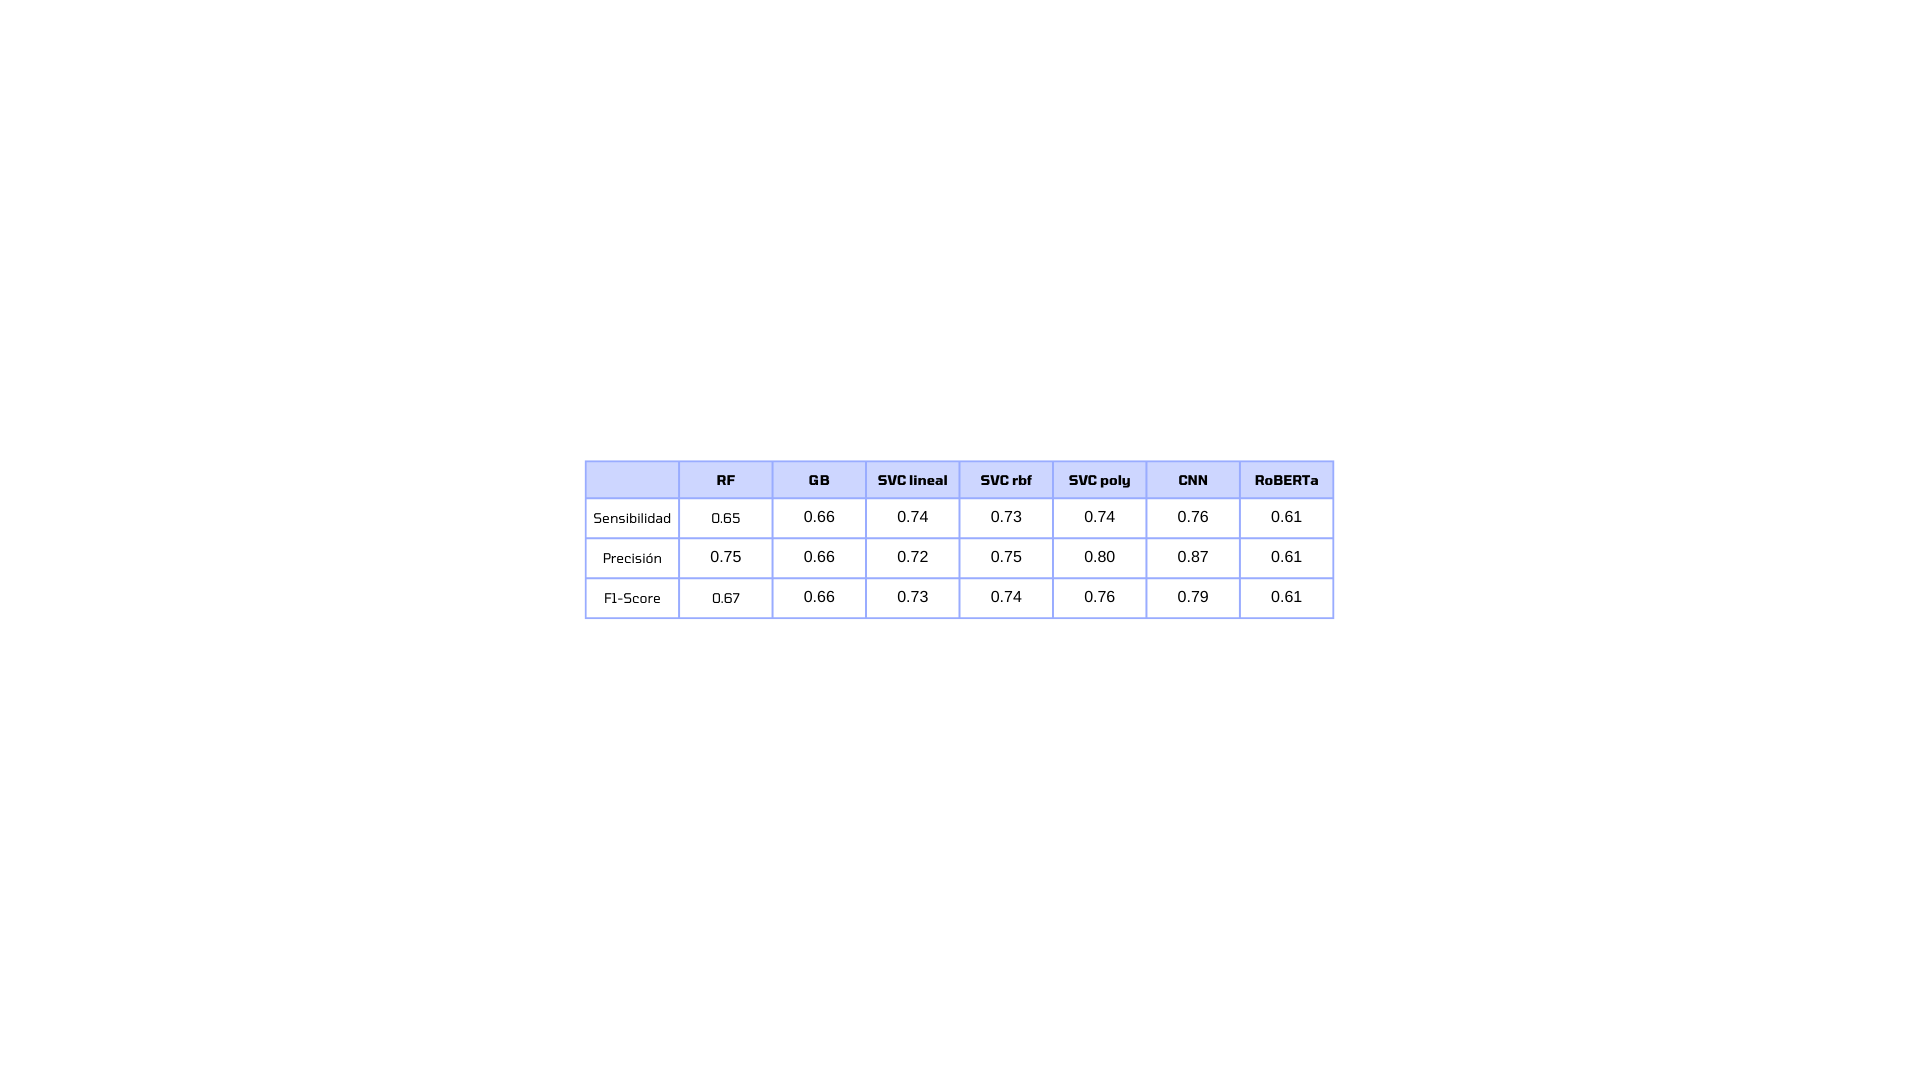 RF GB SVC lineal SVC rbf SVC poly CNN RoBERTa
Sensibilidad 0.65 0.66 0.74 0.73 0.74 0.76 0.61
Precisión 0.75 0.66 0.72 0.75 0.80 0.87 0.61
F1-Score 0.67 0.66 0.73 0.74 0.76 0.79 0.61